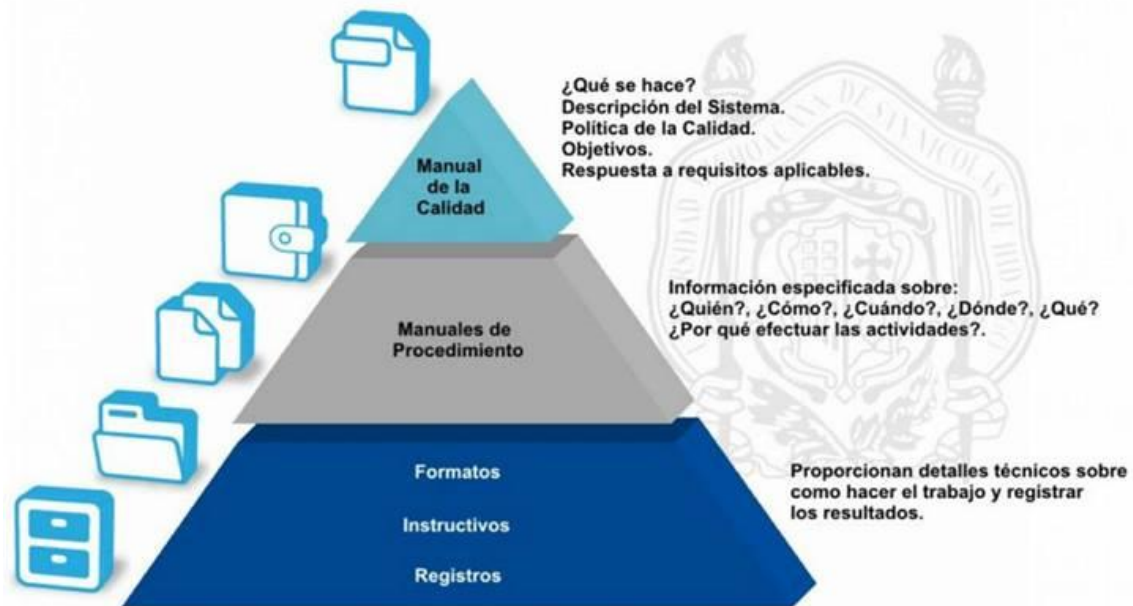 ¿Qué se hace?
Descripción del Sistema.
Política de la Calidad.
Objetivos.
Respuesta a requisitos aplicables.
Manual
de la
Calidad
Información especificada sobre:
¿Quién?, ¿Cómo?, ¿Cuándo?, ¿Dónde?, ¿Qué?
¿Por qué efectuar las actividades?.
Manuales de
Procedimiento
Formatos
Instructivos
Registros
Proporcionan detalles técnicos sobre
como hacer el trabajo y registrar
los resultados.